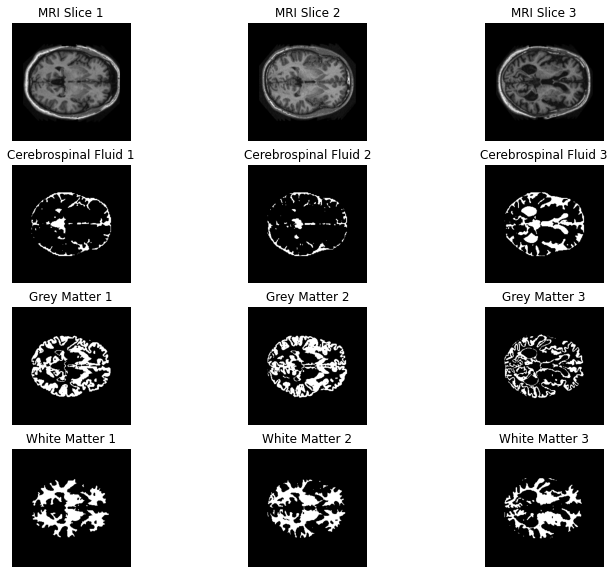 MRI Slice 1
MRI Slice 2
MRI Slice 3
Cerebrospinal Fluid 1
Cerebrospinal Fluid 2
Cerebrospinal Fluid 3
Grey Matter 1
Grey Matter 2
Grey Matter 3
White Matter 1
White Matter 2
White Matter 3